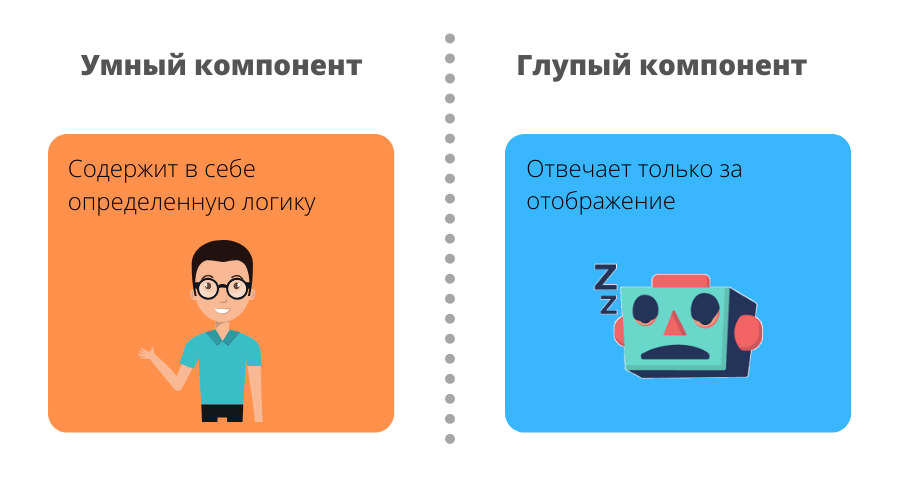 Умный компонент
Содержит в себе
определенную логику
Глупый компонент
Отвечает только за
отображение
Z
Z